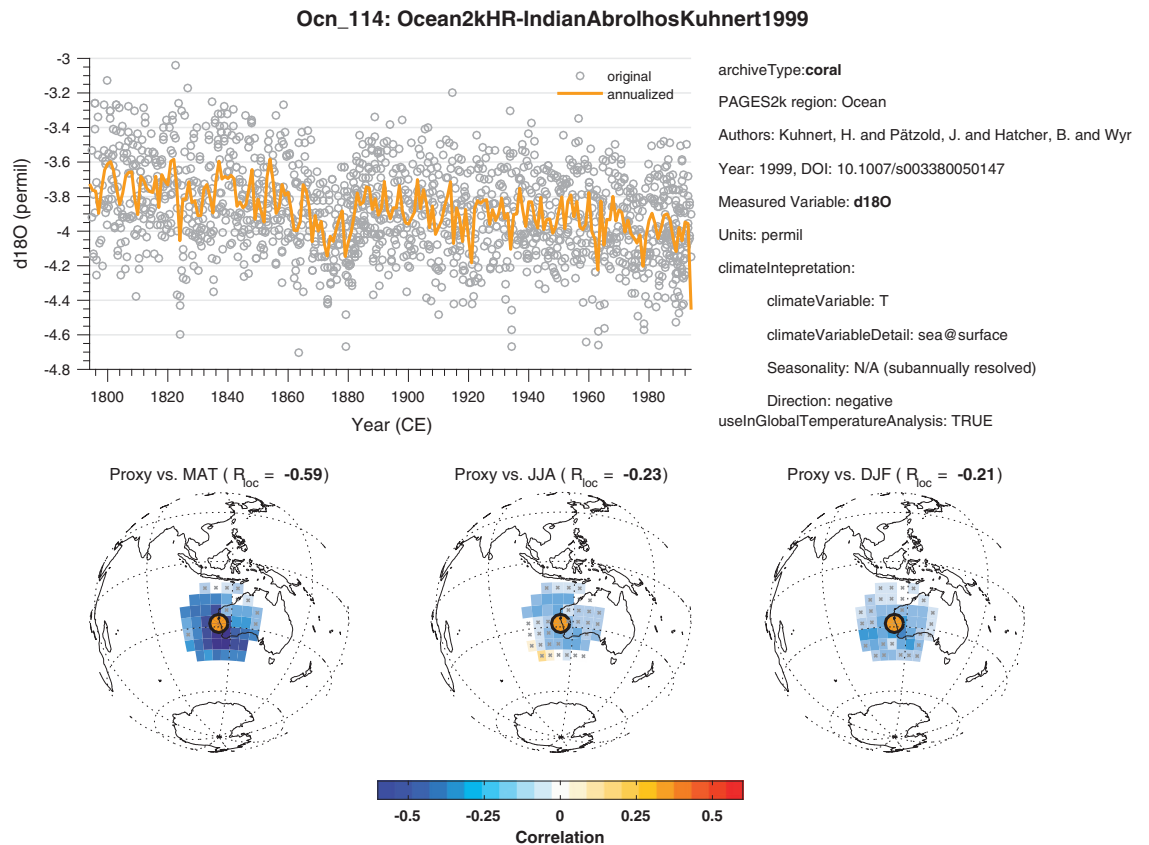 Ocn_114: Ocean2kHR-IndianAbrolhosKuhnert1999
d18O (permil)
-3
-3.2
-3.4
-3.6
-3.8
-4
-4.2
-4.4
-4.6
-4.8
original
annualized
1800 1820 1840 1860 1880 1900 1920 1940 1960 1980
Year (CE)
archiveType:coral
PAGES2k region: Ocean
Authors: Kuhnert, H. and Pätzold, J. and Hatcher, B. and Wyr
Year: 1999, DOI: 10.1007/s003380050147
Measured Variable: d18O
Units: permil
climateIntepretation:
climateVariable: T
climateVariableDetail: sea@surface
Seasonality: N/A (subannually resolved)
Direction: negative
useInGlobalTemperatureAnalysis: TRUE
Proxy vs. MAT ( Rloc = -0.59)
Proxy vs. JJA ( Rloc = -0.23)
Proxy vs. DJF ( Rloc = -0.21)
-0.5 -0.25 0 0.25 0.5
Correlation